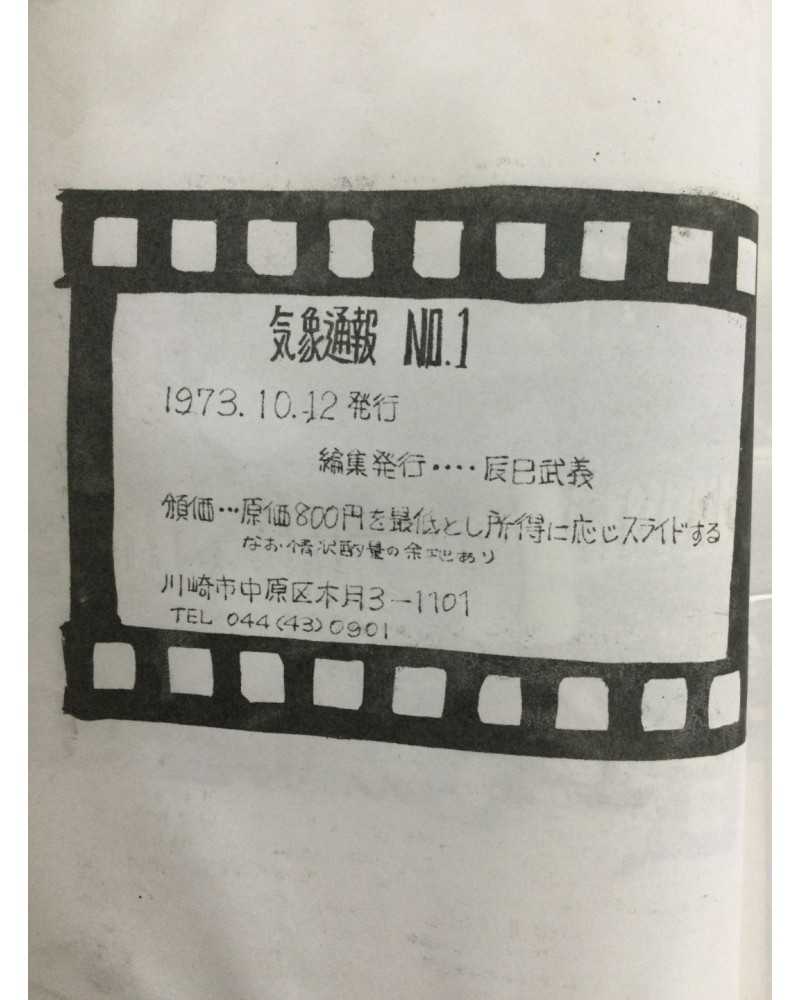 気象通報 NO.1
1973.10.12 発行
編集発行‥‥辰巳武義
頒価…原価800円を最低とし所得に応じスライドする
なお情状酌量の余地あり
川崎市中原区木月3-1101
TEL 044(43)0901